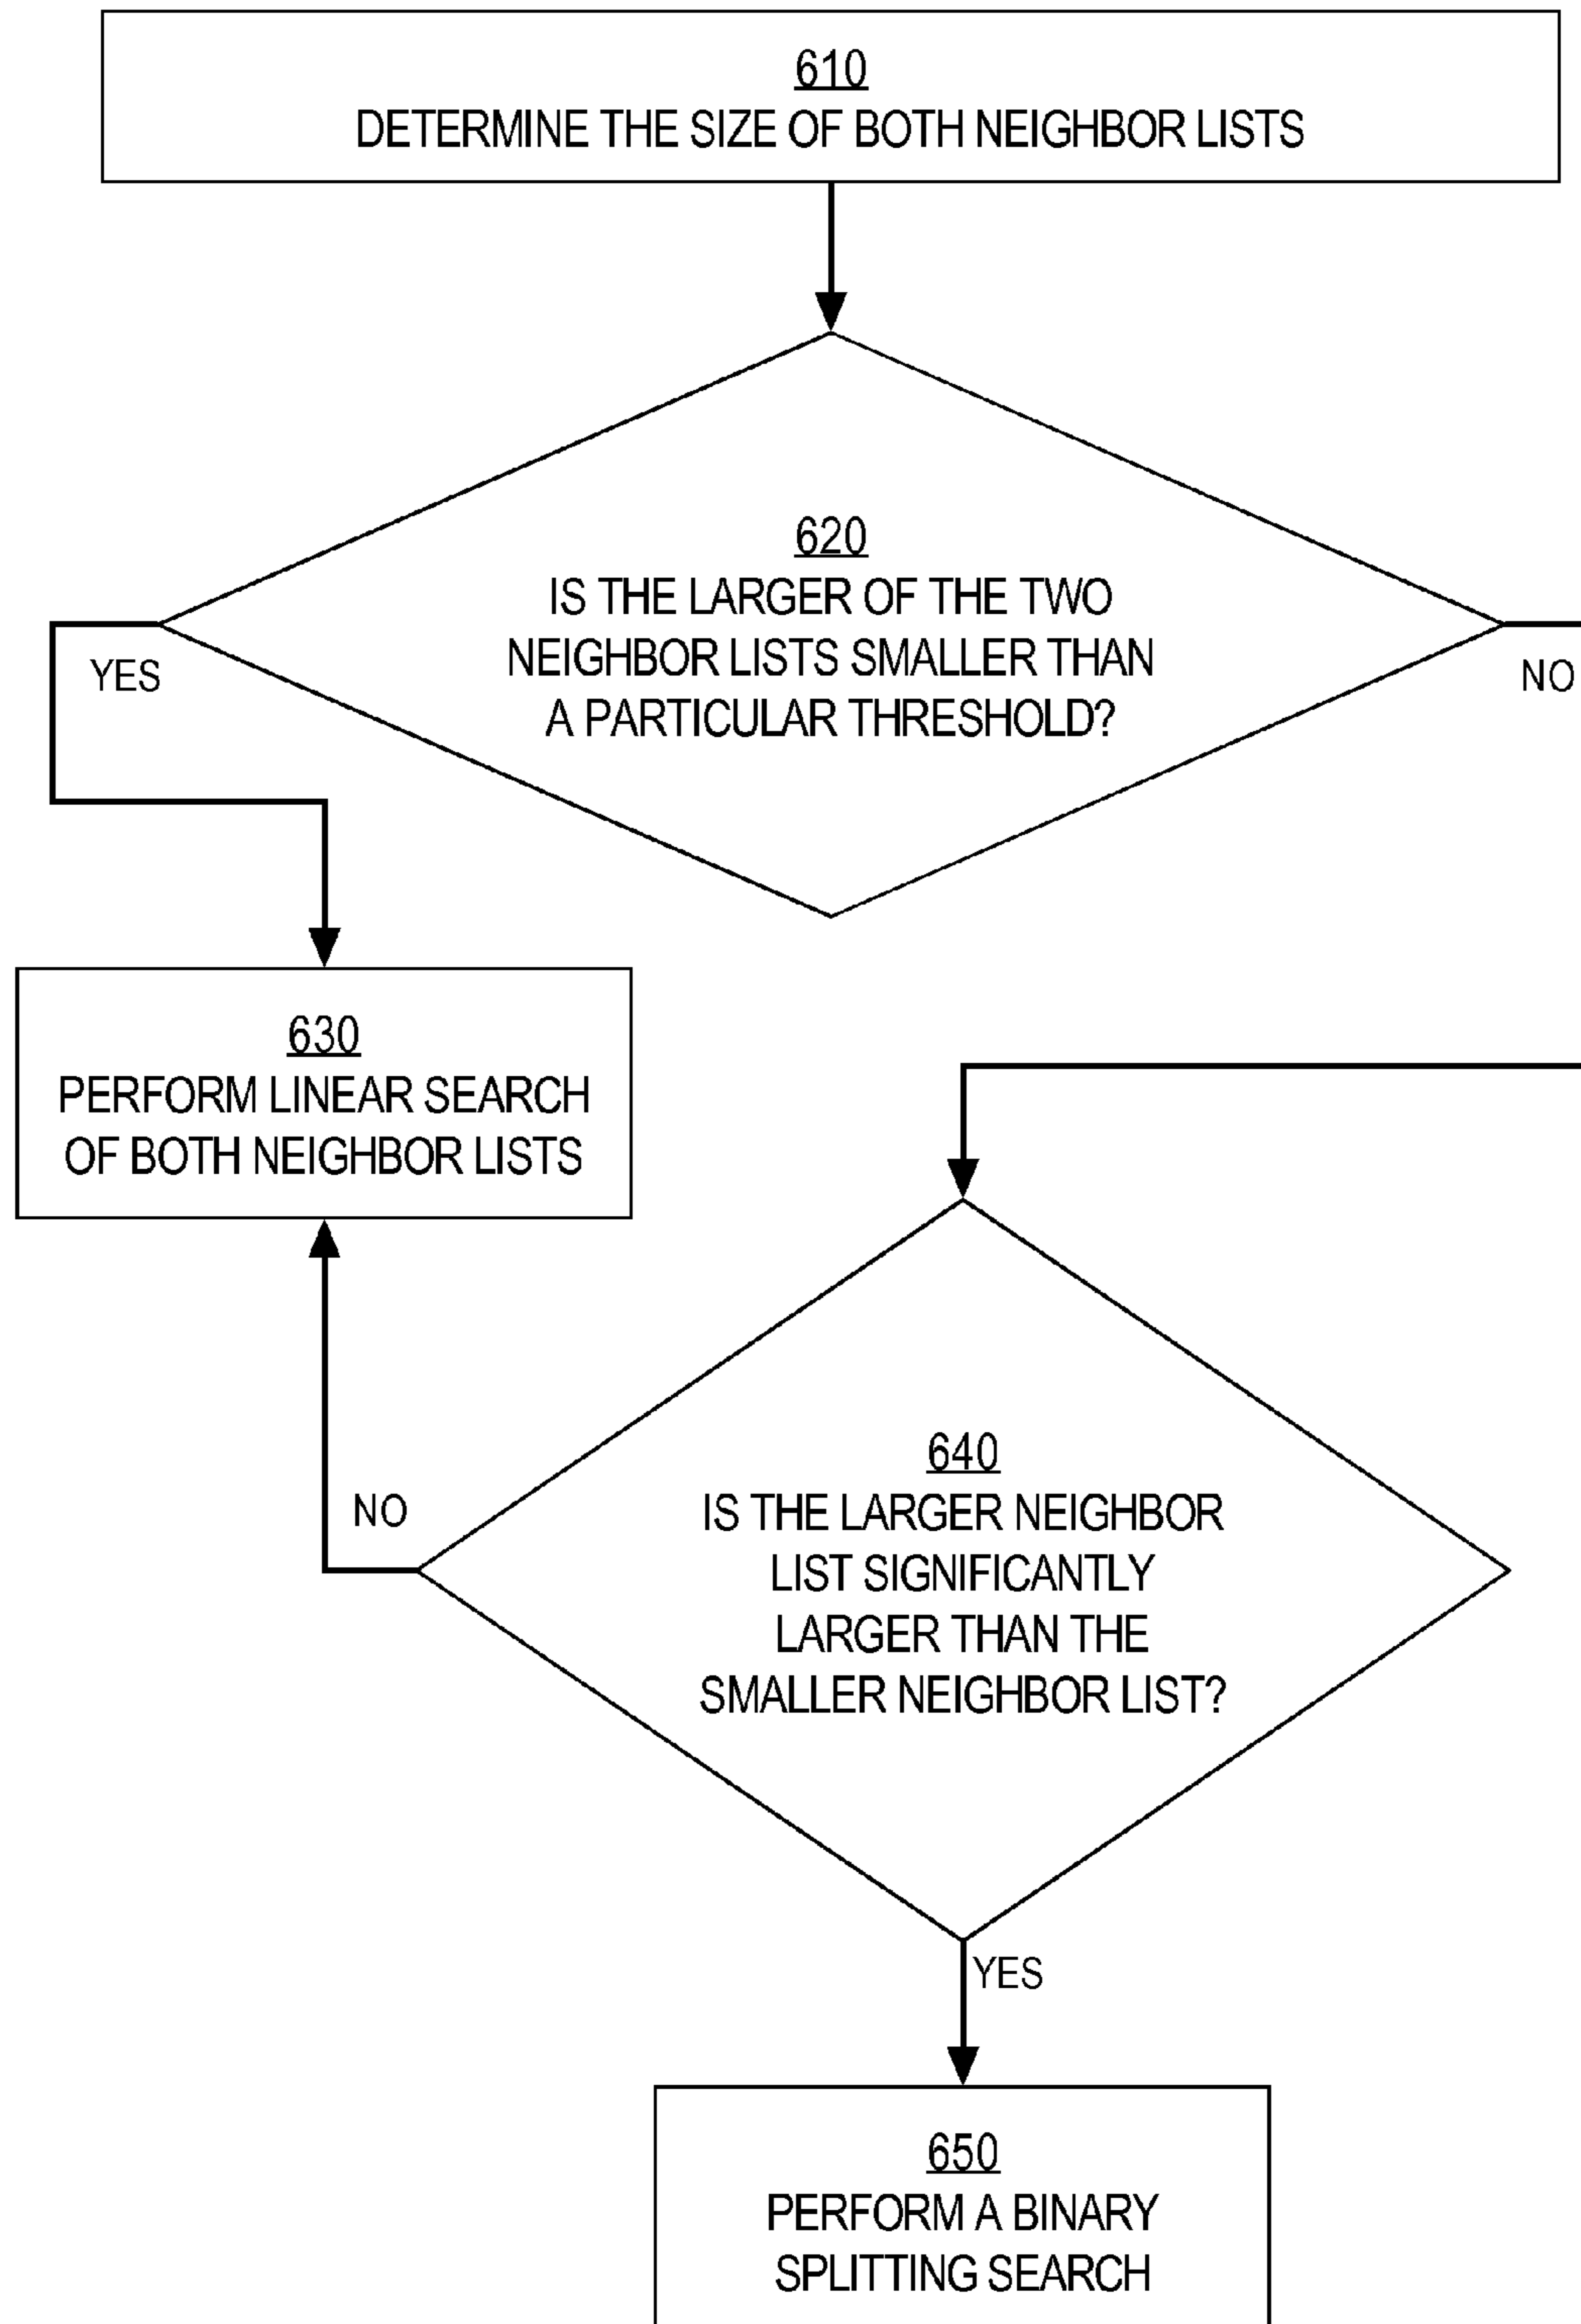 610
DETERMINE THE SIZE OF BOTH NEIGHBOR LISTS
620
IS THE LARGER OF THE TWO
NEIGHBOR LISTS SMALLER THAN
A PARTICULAR THRESHOLD?
YES
NO
630
PERFORM LINEAR SEARCH
OF BOTH NEIGHBOR LISTS
640
IS THE LARGER NEIGHBOR
LIST SIGNIFICANTLY
LARGER THAN THE
SMALLER NEIGHBOR LIST?
NO
YES
650
PERFORM A BINARY
SPLITTING SEARCH